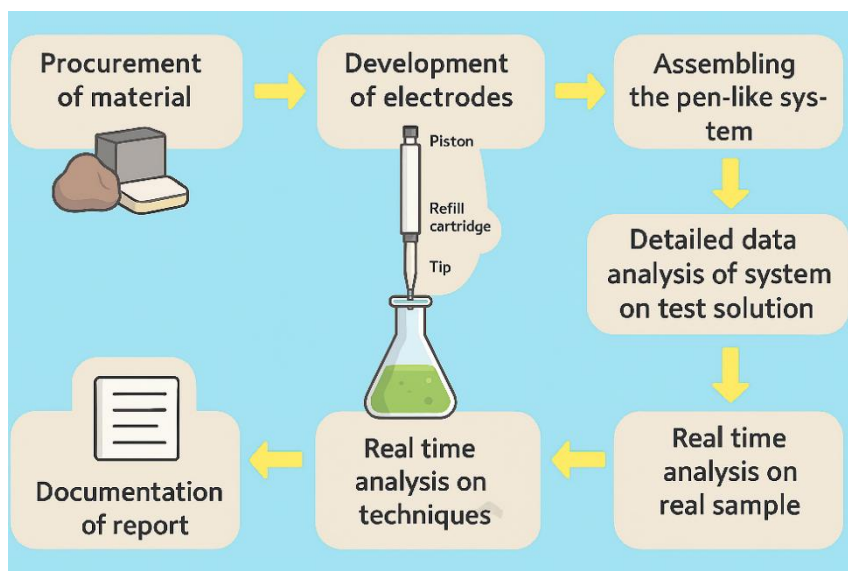 Procurement
of material
Development
of electrodes
Piston
Refill
cartridge
Tip
Assembling
the pen-like sys-
tem
Detailed data
analysis of system
on test solution
Real time
analysis on
real sample
Real time
analysis on
techniques
Documentation
of report